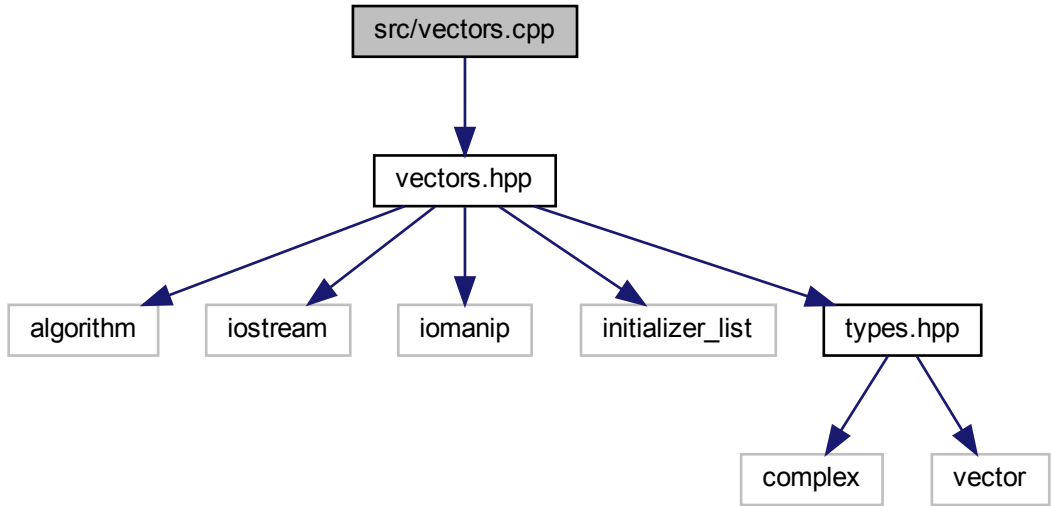 src/vectors.cpp
vectors.hpp
algorithm
iostream
iomanip
initializer_list
types.hpp
complex
vector